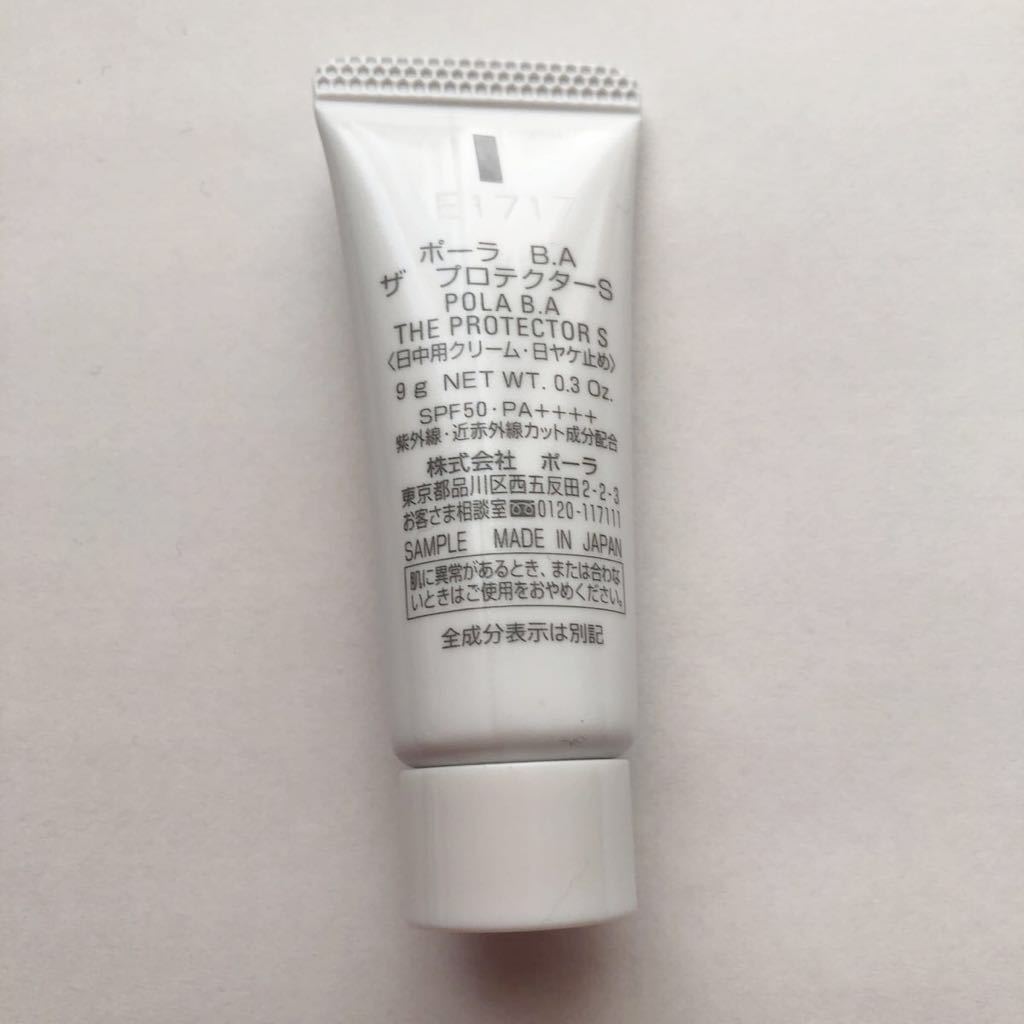 ポーラ B.A
ザ プロテクターS
POLA B.A
THE PROTECTOR S
〈日中用クリーム・日ヤケ止め〉
9g NET WT. 0.3 Oz.
SPF50・PA++++
紫外線・近赤外線カット成分配合
株式会社 ポーラ
東京都品川区西五反田2-2-3
お客さま相談室 0120-117111
SAMPLE MADE IN JAPAN
肌に異常があるとき、または合わな
いときはご使用をおやめください。
全成分表示は別記